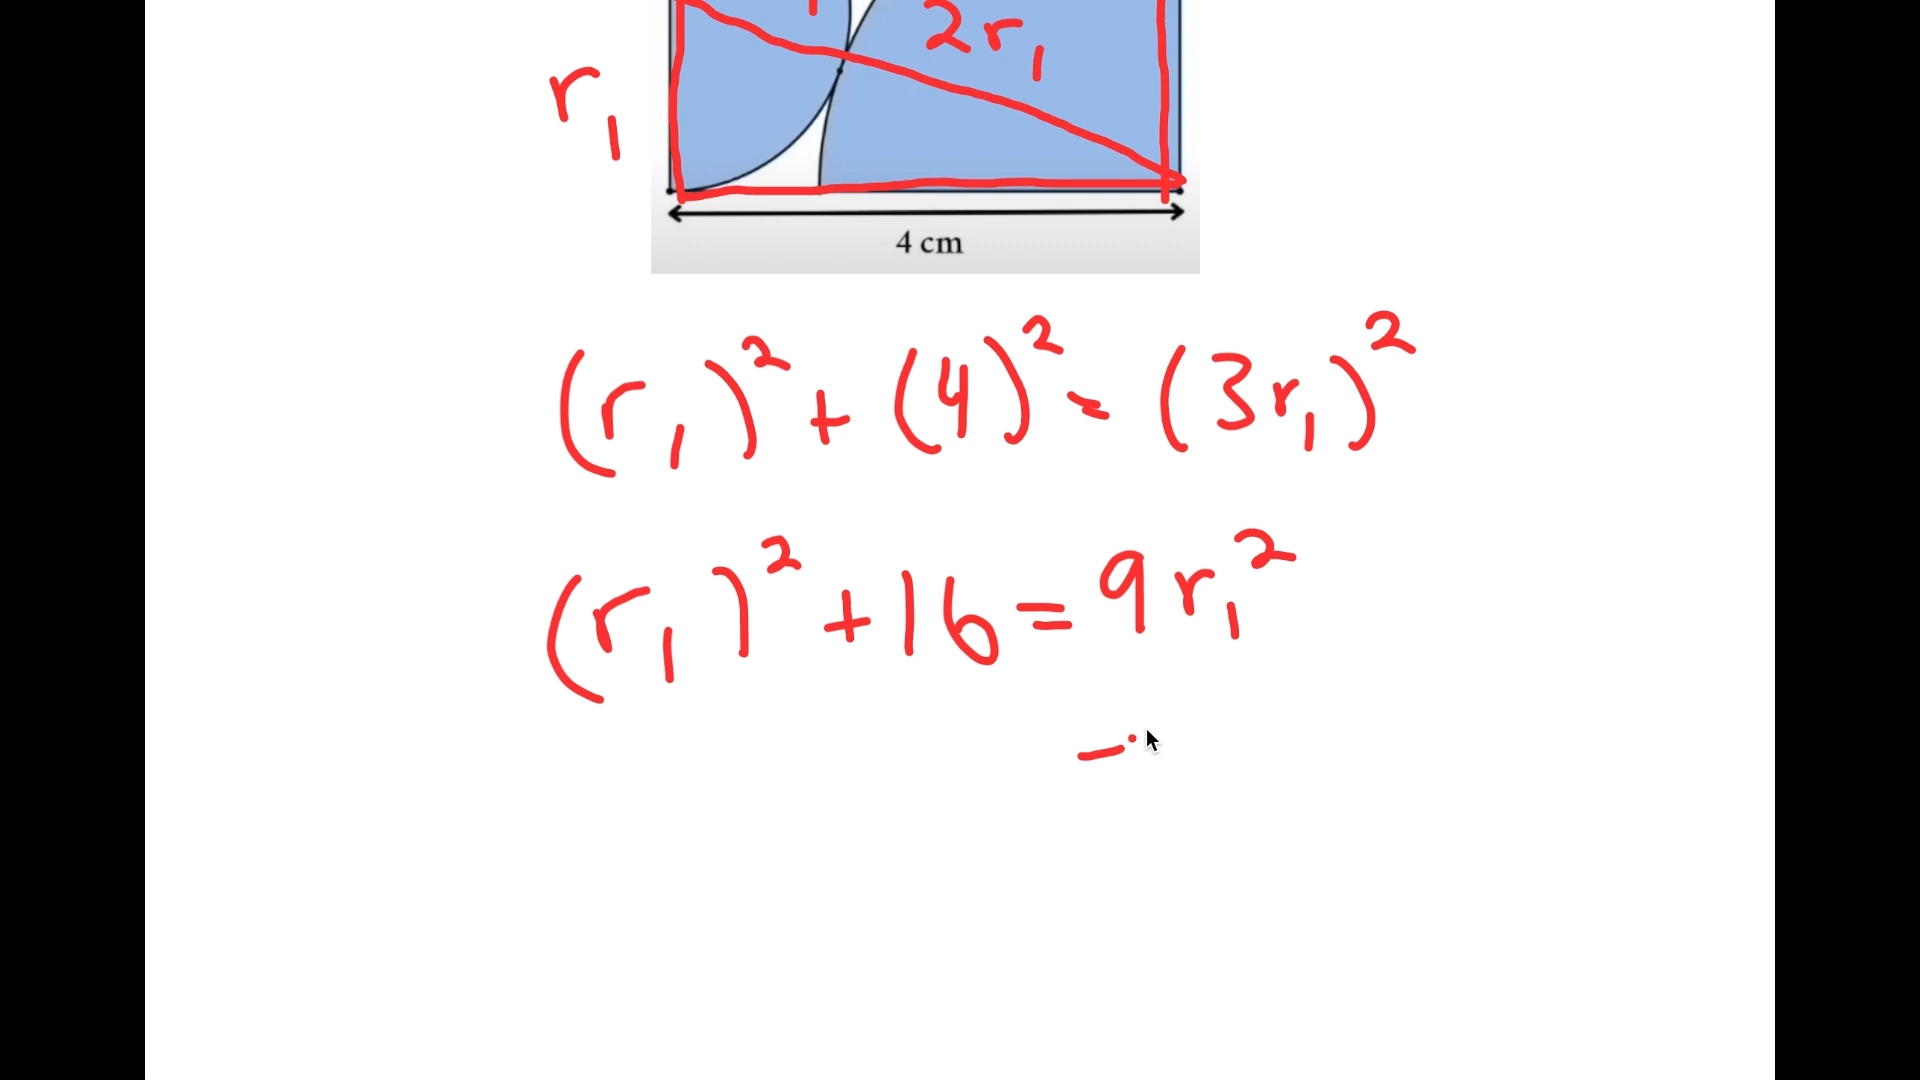 2r₁
r₁
4 cm
(r₁)² + (4)² = (3r₁)²
(r₁)² + 16 = 9r₁²